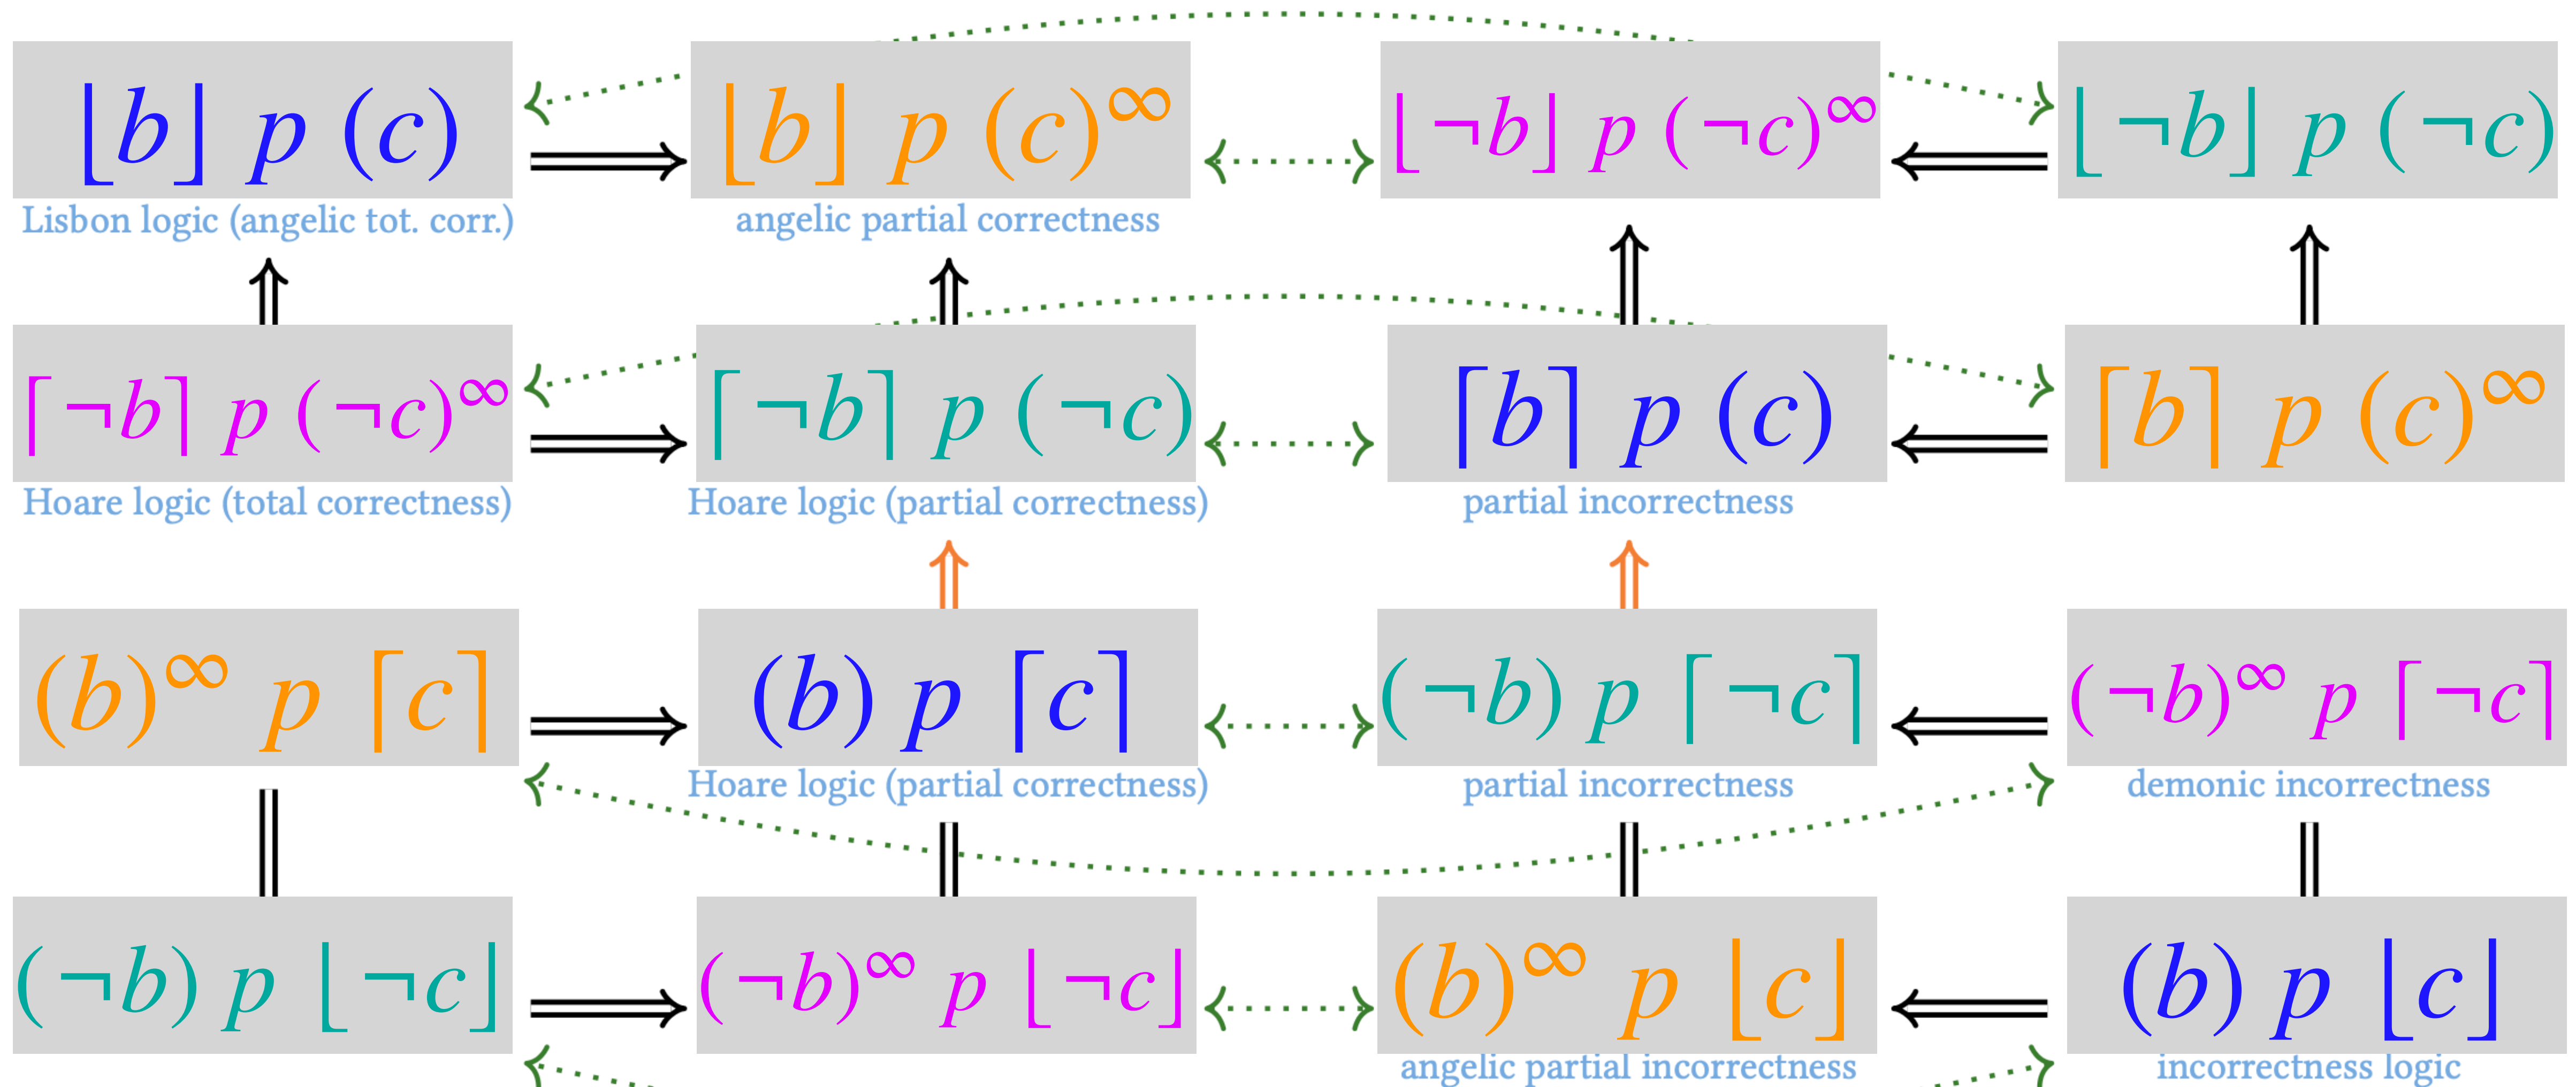 ⌊b⌋ p (c) ⌊b⌋ p (c)^∞ ⌊¬b⌋ p (¬c)^∞ ⌊¬b⌋ p (¬c)
Lisbon logic (angelic tot. corr.) angelic partial correctness
⌈¬b⌉ p (¬c)^∞ ⌈¬b⌉ p (¬c) ⌈b⌉ p (c) ⌈b⌉ p (c)^∞
Hoare logic (total correctness) Hoare logic (partial correctness) partial incorrectness
(b)^∞ p ⌈c⌉ (b) p ⌈c⌉ (¬b) p ⌈¬c⌉ (¬b)^∞ p ⌈¬c⌉
Hoare logic (partial correctness) partial incorrectness demonic incorrectness
(¬b) p ⌊¬c⌋ (¬b)^∞ p ⌊¬c⌋ (b)^∞ p ⌊c⌋ (b) p ⌊c⌋
angelic partial incorrectness incorrectness logic